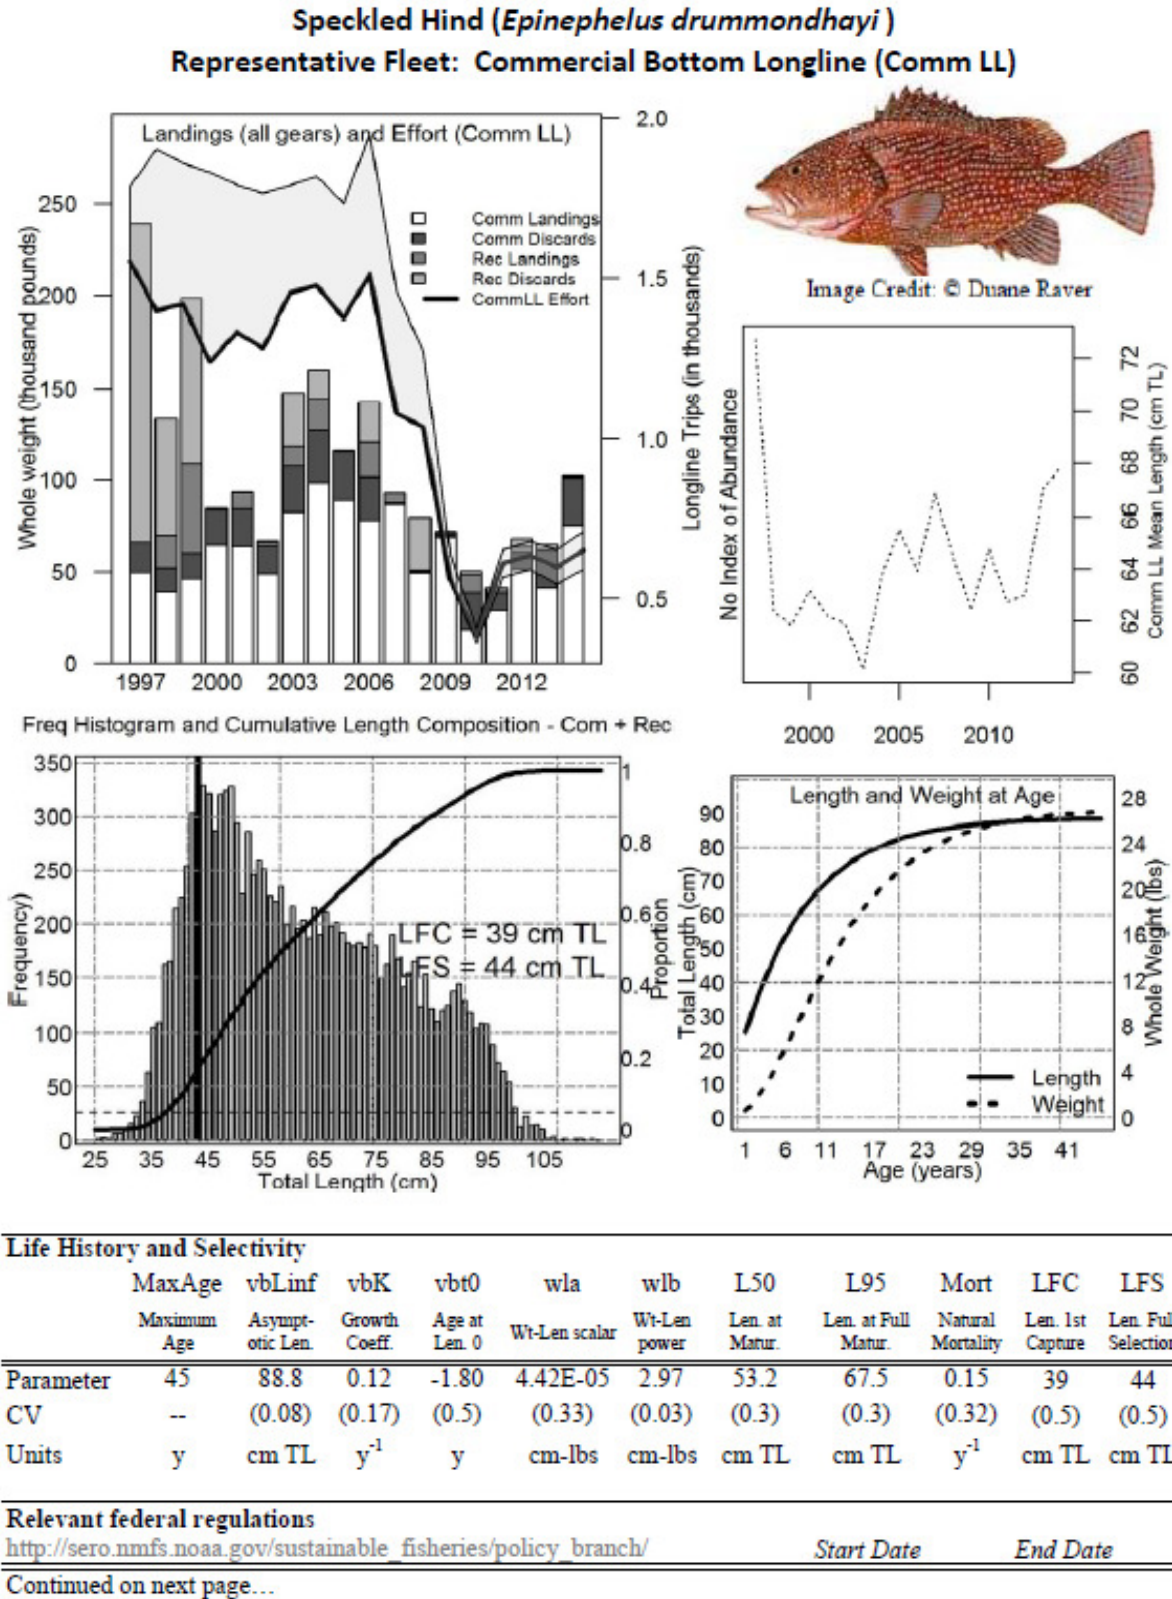 Speckled Hind (Epinephelus drummondhayi )
Representative Fleet:  Commercial Bottom Longline (Comm LL)
Landings (all gears) and Effort (Comm LL)
Comm Landings
Comm Discards
Rec Landings
Rec Discards
CommLL Effort
Whole weight (thousand pounds)
250
200
150
100
50
0
2.0
1.5
1.0
0.5
Longline Trips (in thousands)
1997 2000 2003 2006 2009 2012
Image Credit: © Duane Raver
No Index of Abundance
72
70
68
66
64
62
60
Comm LL Mean Length (cm TL)
2000 2005 2010
Freq Histogram and Cumulative Length Composition - Com + Rec
Frequency)
350
300
250
200
150
100
50
0
LFC = 39 cm TL
LFS = 44 cm TL
1
0.8
0.6
0.4
0.2
0
Proportion
25 35 45 55 65 75 85 95 105
Total Length (cm)
Length and Weight at Age
Total Length (cm)
90
80
70
60
50
40
30
20
10
0
28
24
20
16
12
8
4
0
Whole Weight (lbs)
Length
Weight
1 6 11 17 23 29 35 41
Age (years)
Life History and Selectivity
MaxAge vbLinf vbK vbt0 wla wlb L50 L95 Mort LFC LFS
Maximum Asympt- Growth Age at Wt-Len scalar Wt-Len Len. at Len. at Full Natural Len. 1st Len. Full
Age otic Len. Coeff. Len. 0 power Matur. Matur. Mortality Capture Selection
Parameter 45 88.8 0.12 -1.80 4.42E-05 2.97 53.2 67.5 0.15 39 44
CV -- (0.08) (0.17) (0.5) (0.33) (0.03) (0.3) (0.3) (0.32) (0.5) (0.5)
Units y cm TL y-1 y cm-lbs cm-lbs cm TL cm TL y-1 cm TL cm TL
Relevant federal regulations
http://sero.nmfs.noaa.gov/sustainable_fisheries/policy_branch/ Start Date End Date
Continued on next page…